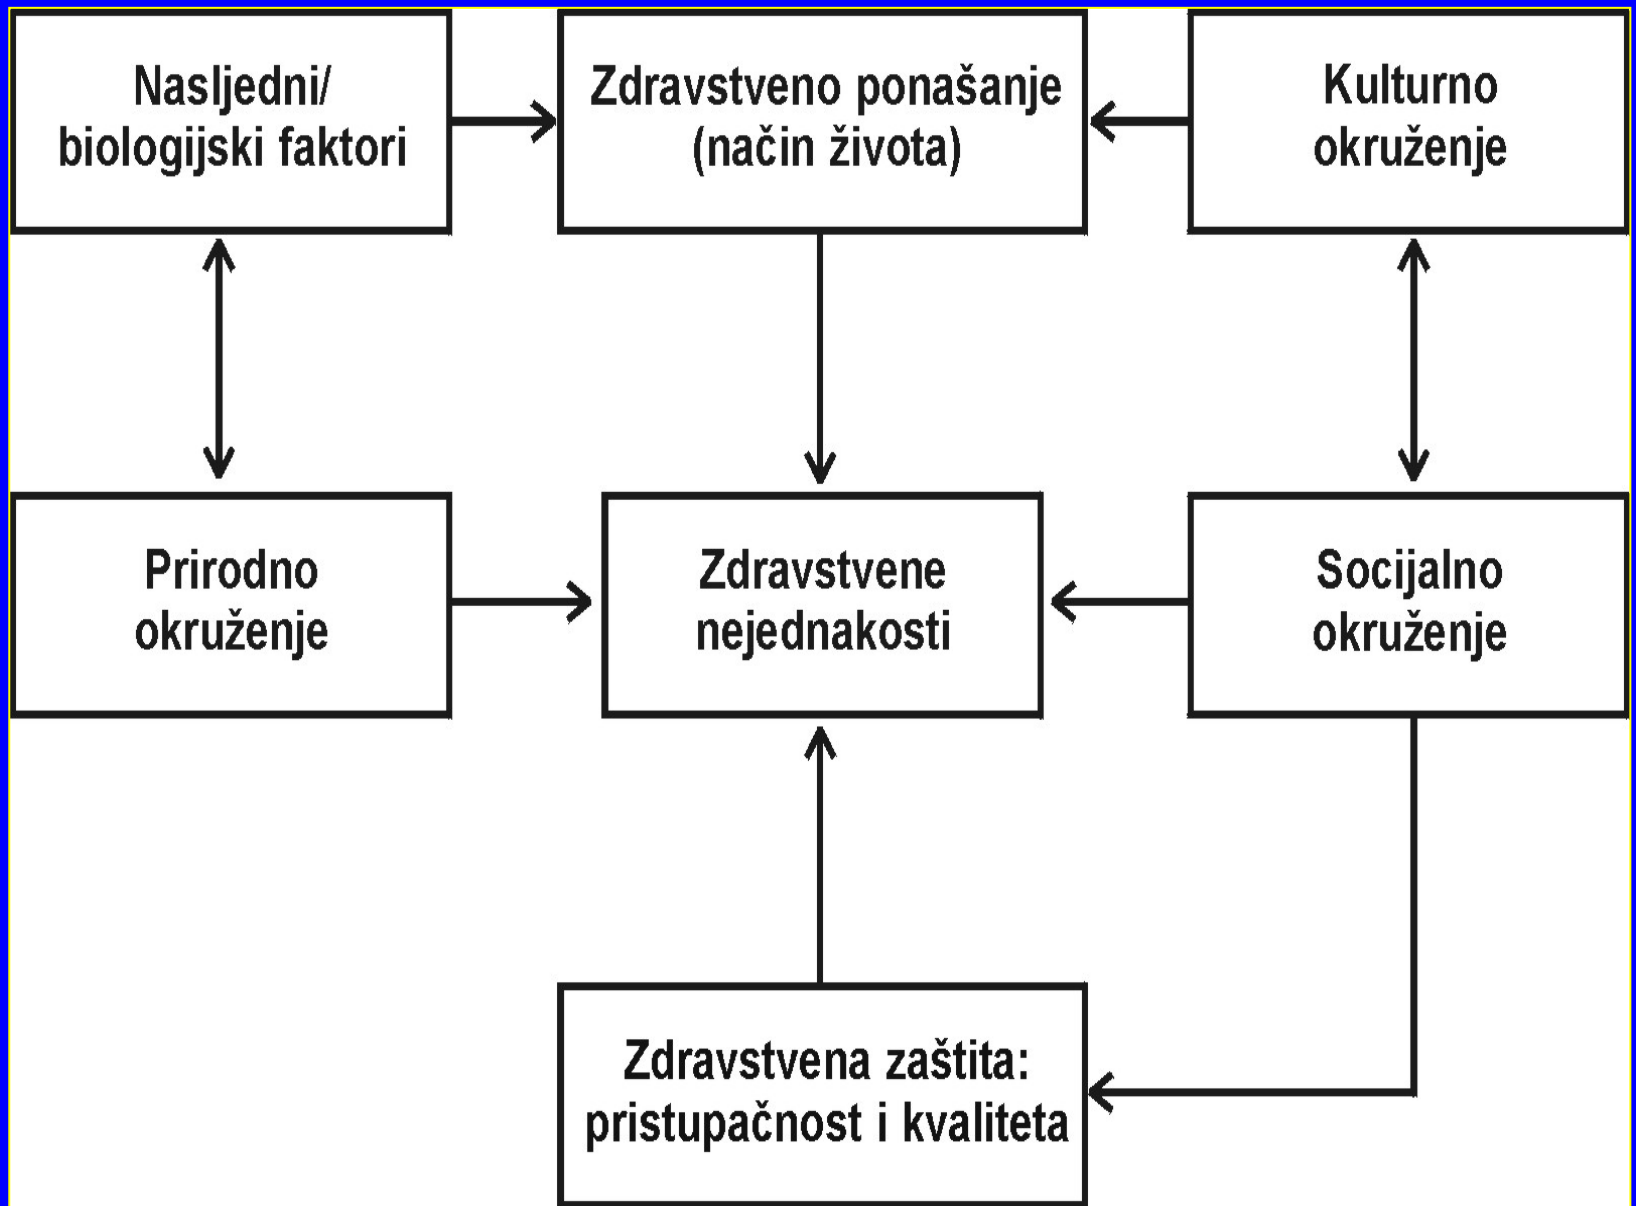 Nasljedni/
biologijski faktori
Zdravstveno ponašanje
(način života)
Kulturno
okruženje
Prirodno
okruženje
Zdravstvene
nejednakosti
Socijalno
okruženje
Zdravstvena zaštita:
pristupačnost i kvaliteta